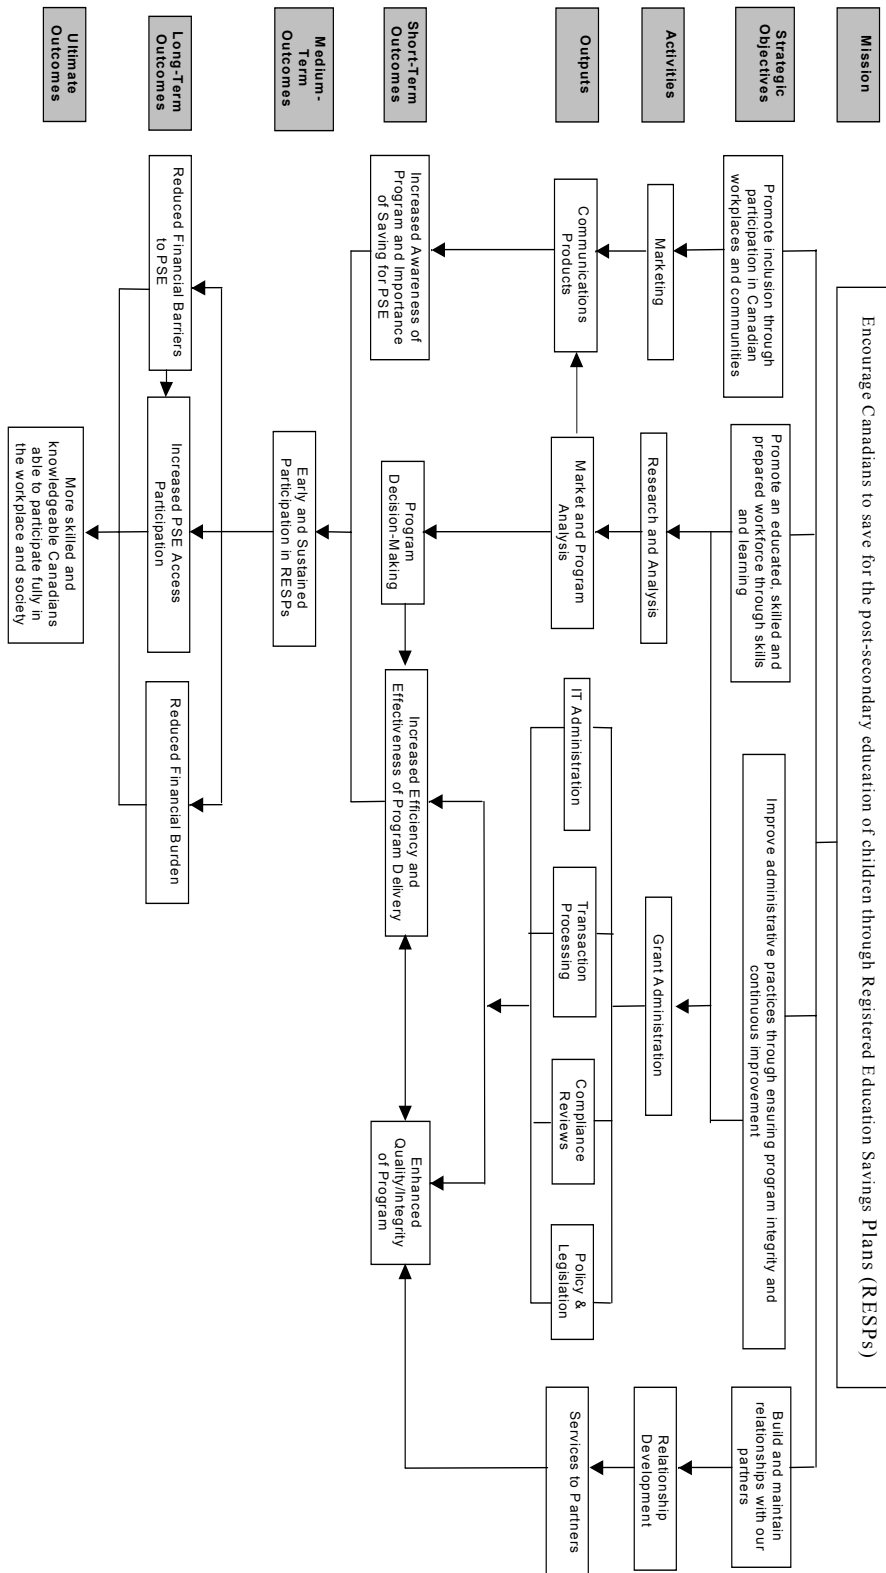 Mission
Encourage Canadians to save for the post-secondary education of children through Registered Education Savings Plans (RESPs)
Strategic
Objectives
Promote inclusion through
participation in Canadian
workplaces and communities
Promote an educated, skilled and
prepared workforce through skills
and learning
Improve administrative practices through ensuring program integrity and
continuous improvement
Build and maintain
relationships with our
partners
Activities
Marketing
Research and Analysis
Grant Administration
Relationship
Development
Outputs
Communications
Products
Market and Program
Analysis
IT Administration
Transaction
Processing
Compliance
Reviews
Policy &
Legislation
Services to Partners
Short-Term
Outcomes
Increased Awareness of
Program and Importance
of Saving for PSE
Program
Decision-Making
Increased Efficiency and
Effectiveness of Program Delivery
Enhanced
Quality/Integrity
of Program
Medium-
Term
Outcomes
Early and Sustained
Participation in RESPs
Long-Term
Outcomes
Reduced Financial Barriers
to PSE
Increased PSE Access
Participation
Reduced Financial Burden
Ultimate
Outcomes
More skilled and
knowledgeable Canadians
able to participate fully in
the workplace and society